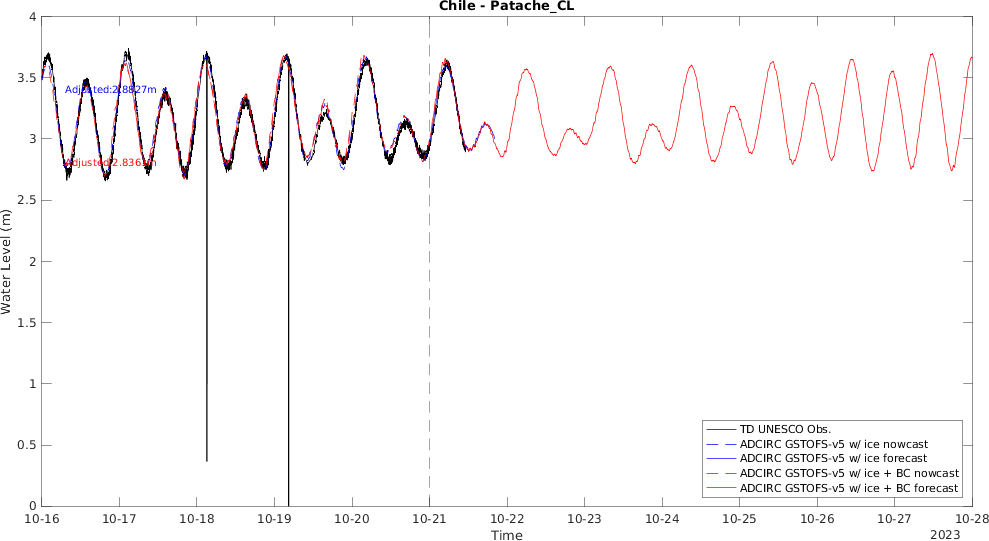 Chile - Patache_CL
4
3.5
3
2.5
2
1.5
1
0.5
0
Water Level (m)
Adjusted:2.8827m
Adjusted:2.8361m
TD UNESCO Obs.
ADCIRC GSTOFS-v5 w/ ice nowcast
ADCIRC GSTOFS-v5 w/ ice forecast
ADCIRC GSTOFS-v5 w/ ice + BC nowcast
ADCIRC GSTOFS-v5 w/ ice + BC forecast
10-16 10-17 10-18 10-19 10-20 10-21 10-22 10-23 10-24 10-25 10-26 10-27 10-28
Time
2023